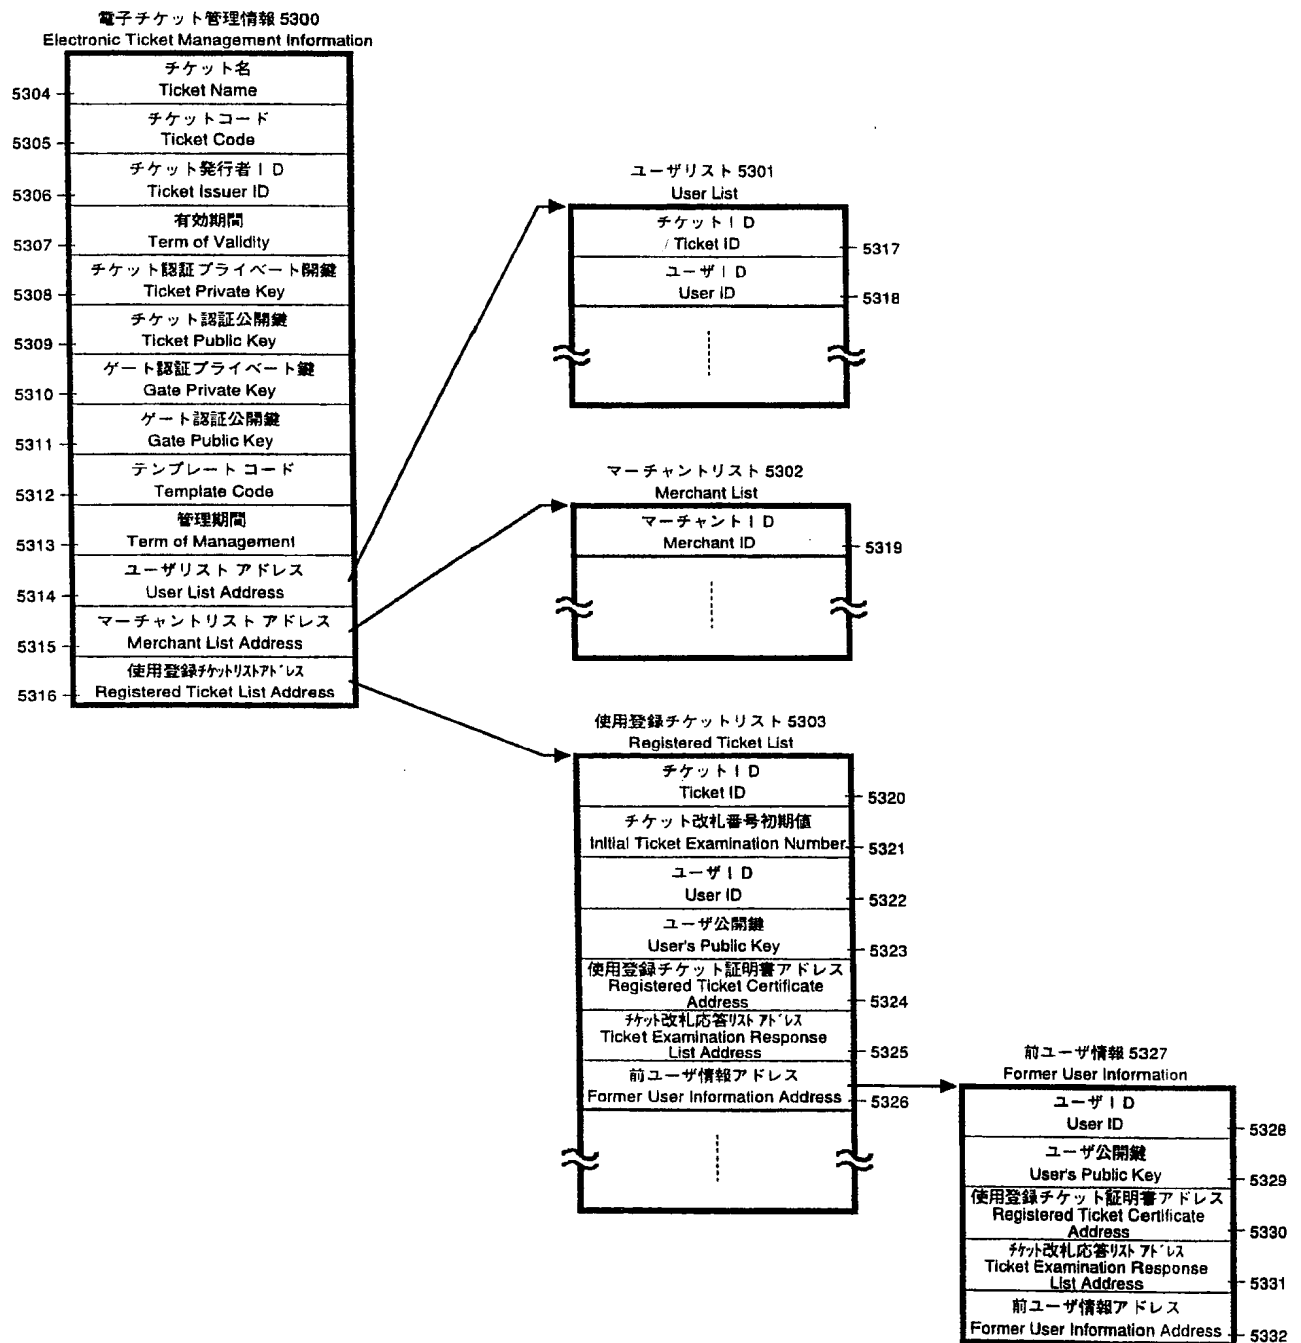 電子チケット管理情報 5300
Electronic Ticket Management Information
チケット名
Ticket Name
5304
チケットコード
Ticket Code
5305
チケット発行者ID
Ticket Issuer ID
5306
有効期間
Term of Validity
5307
チケット認証プライベート開鍵
Ticket Private Key
5308
チケット認証公開鍵
Ticket Public Key
5309
ゲート認証プライベート鍵
Gate Private Key
5310
ゲート認証公開鍵
Gate Public Key
5311
テンプレート コード
Template Code
5312
管理期間
Term of Management
5313
ユーザリスト アドレス
User List Address
5314
マーチャントリスト アドレス
Merchant List Address
5315
使用登録ﾁｹｯﾄﾘｽﾄｱﾄﾞﾚｽ
Registered Ticket List Address
5316
ユーザリスト 5301
User List
チケットID
Ticket ID
5317
ユーザID
User ID
5318
マーチャントリスト 5302
Merchant List
マーチャントID
Merchant ID
5319
使用登録チケットリスト 5303
Registered Ticket List
チケットID
Ticket ID
5320
チケット改札番号初期値
Initial Ticket Examination Number
5321
ユーザID
User ID
5322
ユーザ公開鍵
User's Public Key
5323
使用登録チケット証明書アドレス
Registered Ticket Certificate
Address
5324
ﾁｹｯﾄ改札応答ﾘｽﾄ ｱﾄﾞﾚｽ
Ticket Examination Response
List Address
5325
前ユーザ情報アドレス
Former User Information Address
5326
前ユーザ情報 5327
Former User Information
ユーザID
User ID
5328
ユーザ公開鍵
User's Public Key
5329
使用登録チケット証明書アドレス
Registered Ticket Certificate
Address
5330
ﾁｹｯﾄ改札応答ﾘｽﾄ ｱﾄﾞﾚｽ
Ticket Examination Response
List Address
5331
前ユーザ情報アドレス
Former User Information Address
5332